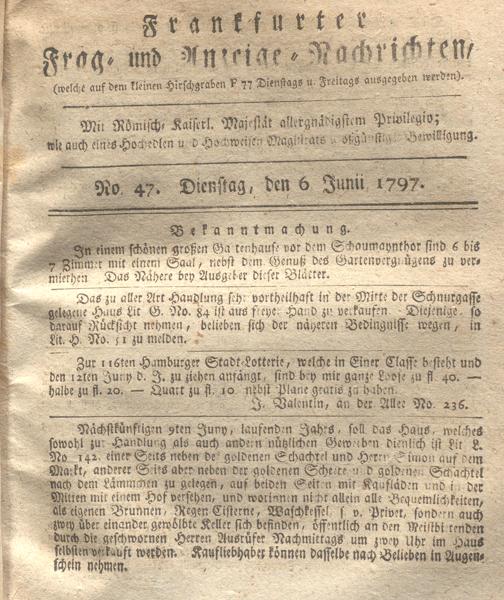 Frankfurter
Frag- und Anzeige-Nachrichten,
(welche auf dem kleinen Hirschgraben F 77 Dienstags u. Freitags ausgegeben werden).
Mit Römisch-Kaiserl. Majestät allergnädigstem Privilegio;
wie auch eines Hochedlen und Hochweisen Magistrats großgünstiger Bewilligung.
No. 47. Dienstag, den 6 Junii 1797.
Bekanntmachung.
In einem schönen großen Gartenhause vor dem Schaumaynthor sind 6 bis
7 Zimmer mit einem Saal, nebst dem Genuß des Gartenvergnügens zu ver-
miethen. Das Nähere bey Ausgeber dieser Blätter.
Das zu aller Art Handlung sehr vortheilhaft in der Mitte der Schnurgasse
gelegene Haus Lit G. No. 84 ist aus freyer Hand zu verkaufen. Diejenige so
darauf Rücksicht nehmen, belieben sich der näheren Bedingnisse wegen, in
Lit. H. No. 51 zu melden.
Zur 116ten Hamburger Stadt-Lotterie, welche in Einer Classe besteht und
den 12ten Juny d. J. zu ziehen anfängt, sind bey mir ganze Loose zu fl. 40. —
halbe zu fl. 20. — Quart zu fl. 10 nebst Plane gratis zu haben.
J. Valentin, an der Allee No. 236.
Nächstkünftigen 9ten Juny, laufenden Jahrs, soll das Haus, welches
sowohl zur Handlung als auch andern nützlichen Gewerben dienlich ist Lit L.
No 142. einer Seits neben der goldenen Schachtel und Herrn Simon auf dem
Markt, anderer Seits aber neben der goldenen Scheere und goldenen Schachtel
nach dem Lämmchen zu gelegen, auf beiden Seiten mit Kaufläden und in der
Mitten mit einem Hof versehen, und worinnen nicht allein alle Bequemlichkeiten,
als eigenen Brunnen, Regen Cisterne, Waschkessel, s. v. Privet, sondern auch
zwey über einander gewölbte Keller sich befinden, öffentlich an den Meistbietenden
durch die geschwornen Herren Ausrüfer Nachmittags um zwey Uhr im Haus
selbsten verkauft werden. Kaufliebhaber können dasselbe nach Belieben in Augen-
schein nehmen.